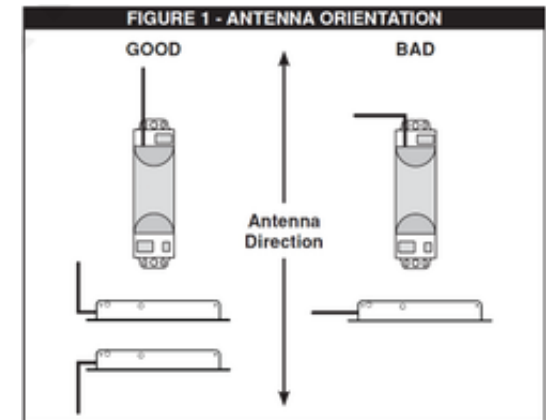 FIGURE 1 - ANTENNA ORIENTATION
GOOD
BAD
Antenna
Direction